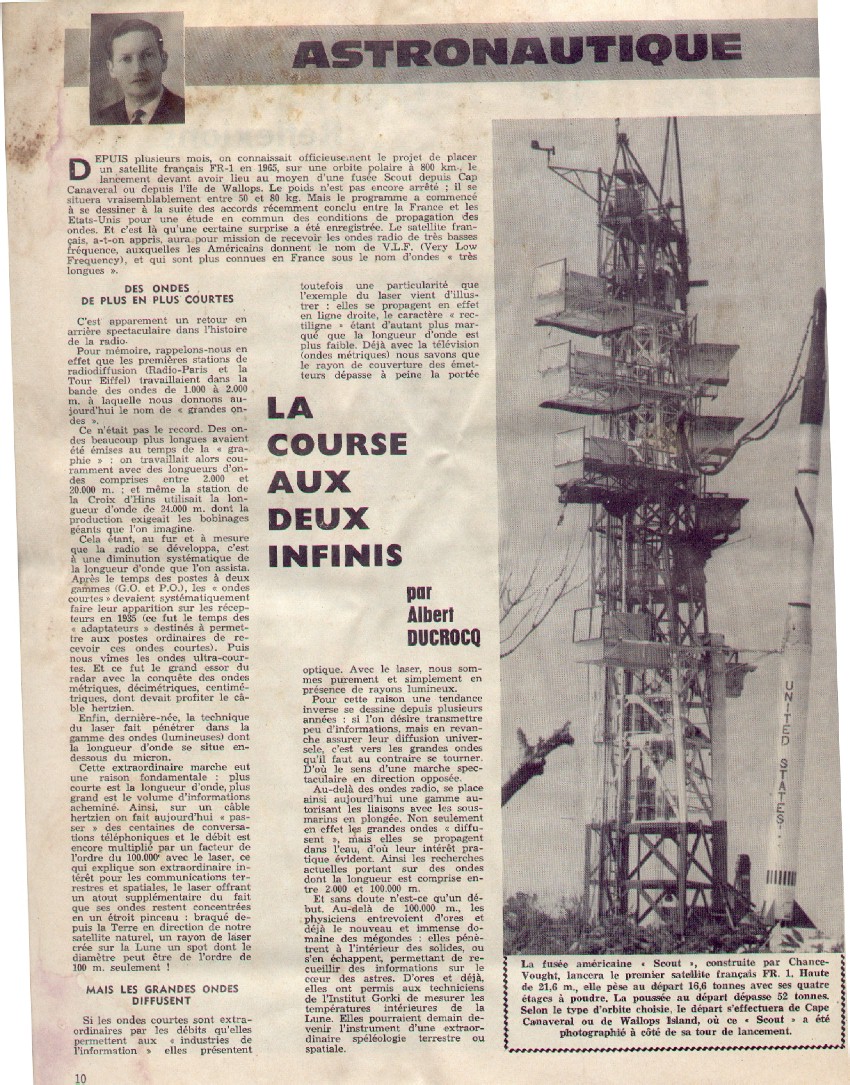 ASTRONAUTIQUE
DEPUIS plusieurs mois, on connaissait officieusement le projet de placer
un satellite français FR-1 en 1965, sur une orbite polaire à 800 km., le
lancement devant avoir lieu au moyen d'une fusée Scout depuis Cap
Canaveral ou depuis l'île de Wallops. Le poids n'est pas encore arrêté ; il se
situera vraisemblablement entre 50 et 80 kg. Mais le programme a commencé
à se dessiner à la suite des accords récemment conclu entre la France et les
Etats-Unis pour une étude en commun des conditions de propagation des
ondes. Et c'est là qu'une certaine surprise a été enregistrée. Le satellite fran-
çais, a-t-on appris, aura pour mission de recevoir les ondes radio de très basses
fréquence, auxquelles les Américains donnent le nom de V.L.F. (Very Low
Frequency), et qui sont plus connues en France sous le nom d'ondes « très
longues ».
DES ONDES
DE PLUS EN PLUS COURTES
C'est apparement un retour en
arrière spectaculaire dans l'histoire
de la radio.
Pour mémoire, rappelons-nous en
effet que les premières stations de
radiodiffusion (Radio-Paris et la
Tour Eiffel) travaillaient dans la
bande des ondes de 1.000 à 2.000
m. à laquelle nous donnons au-
jourd'hui le nom de « grandes on-
des ».
Ce n'était pas le record. Des on-
des beaucoup plus longues avaient
été émises au temps de la « gra-
phie » : on travaillait alors cou-
ramment avec des longueurs d'on-
des comprises entre 2.000 et
20.000 m. ; et même la station de
la Croix d'Hins utilisait la lon-
gueur d'onde de 24.000 m. dont la
production exigeait les bobinages
géants que l'on imagine.
Cela étant, au fur et à mesure
que la radio se développa, c'est
à une diminution systématique de
la longueur d'onde que l'on assista.
Après le temps des postes à deux
gammes (G.O. et P.O.), les « ondes
courtes » devaient systématiquement
faire leur apparition sur les récep-
teurs en 1935 (ce fut le temps des
« adaptateurs » destinés à permet-
tre aux postes ordinaires de re-
cevoir ces ondes courtes). Puis
nous vîmes les ondes ultra-cour-
tes. Et ce fut le grand essor du
radar avec la conquête des ondes
métriques, décimétriques, centimé-
triques, dont devait profiter le câ-
ble hertzien.
Enfin, dernière-née, la technique
du laser fait pénétrer dans la
gamme des ondes (lumineuses) dont
la longueur d'onde se situe en-
dessous du micron.
Cette extraordinaire marche eut
une raison fondamentale : plus
courte est la longueur d'onde, plus
grand est le volume d'informations
acheminé. Ainsi, sur un câble
hertzien on fait aujourd'hui « pas-
ser » des centaines de conversa-
tions téléphoniques et le débit est
encore multiplié par un facteur de
l'ordre du 100.000 avec le laser, ce
qui explique son extraordinaire in-
térêt pour les communications ter-
restres et spatiales, le laser offrant
un atout supplémentaire du fait
que ses ondes restent concentrées
en un étroit pinceau : braqué de-
puis la Terre en direction de notre
satellite naturel, un rayon de laser
crée sur la Lune un spot dont le
diamètre peut être de l'ordre de
100 m. seulement !
MAIS LES GRANDES ONDES
DIFFUSENT
Si les ondes courtes sont extra-
ordinaires par les débits qu'elles
permettent aux « industries de
l'information » elles présentent
toutefois une particularité que
l'exemple du laser vient d'illus-
trer : elles se propagent en effet
en ligne droite, le caractère « rec-
tiligne » étant d'autant plus mar-
qué que la longueur d'onde est
plus faible. Déjà avec la télévision
(ondes métriques) nous savons que
le rayon de couverture des émet-
teurs dépasse à peine la portée
LA
COURSE
AUX
DEUX
INFINIS
par
Albert
DUCROCQ
optique. Avec le laser, nous som-
mes purement et simplement en
présence de rayons lumineux.
Pour cette raison une tendance
inverse se dessine depuis plusieurs
années : si l'on désire transmettre
peu d'informations, mais en revan-
che assurer leur diffusion univer-
selle, c'est vers les grandes ondes
qu'il faut au contraire se tourner.
D'où le sens d'une marche spec-
taculaire en direction opposée.
Au-delà des ondes radio, se place
ainsi aujourd'hui une gamme au-
torisant les liaisons avec les sous-
marins en plongée. Non seulement
en effet les grandes ondes « diffu-
sent », mais elles se propagent
dans l'eau, d'où leur intérêt pra-
tique évident. Ainsi les recherches
actuelles portant sur des ondes
dont la longueur est comprise en-
tre 2.000 et 100.000 m.
Et sans doute n'est-ce qu'un dé-
but. Au-delà de 100.000 m., les
physiciens entrevoient d'ores et
déjà le nouveau et immense do-
maine des mégondes : elles pénè-
trent à l'intérieur des solides, ou
s'en échappent, permettant de re-
cueillir des informations sur le
cœur des astres. D'ores et déjà,
elles ont permis aux techniciens
de l'Institut Gorki de mesurer les
températures intérieures de la
Lune. Elles pourraient demain de-
venir l'instrument d'une extraor-
dinaire spéléologie terrestre ou
spatiale.
UNITED STATES
La fusée américaine « Scout », construite par Chance-
Vought, lancera le premier satellite français FR. 1. Haute
de 21,6 m., elle pèse au départ 16,6 tonnes avec ses quatre
étages à poudre. La poussée au départ dépasse 52 tonnes.
Selon le type d'orbite choisie, le départ s'effectuera de Cape
Canaveral ou de Wallops Island, où ce « Scout » a été
photographié à côté de sa tour de lancement.
10